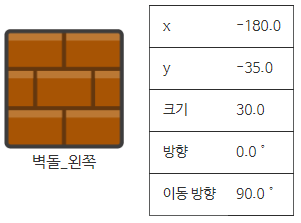 x -180.0
y -35.0
크기 30.0
방향 0.0˚
이동 방향 90.0˚
벽돌_왼쪽